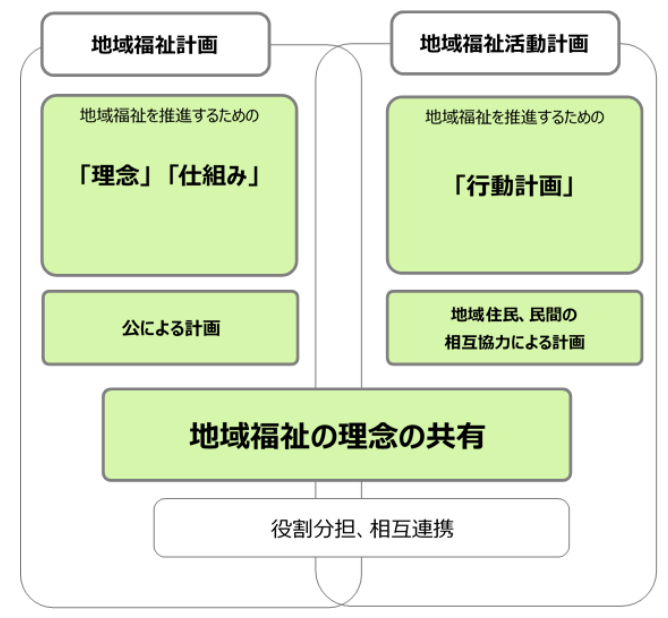 地域福祉計画
地域福祉を推進するための
「理念」「仕組み」
公による計画
地域福祉活動計画
地域福祉を推進するための
「行動計画」
地域住民、民間の
相互協力による計画
地域福祉の理念の共有
役割分担、相互連携